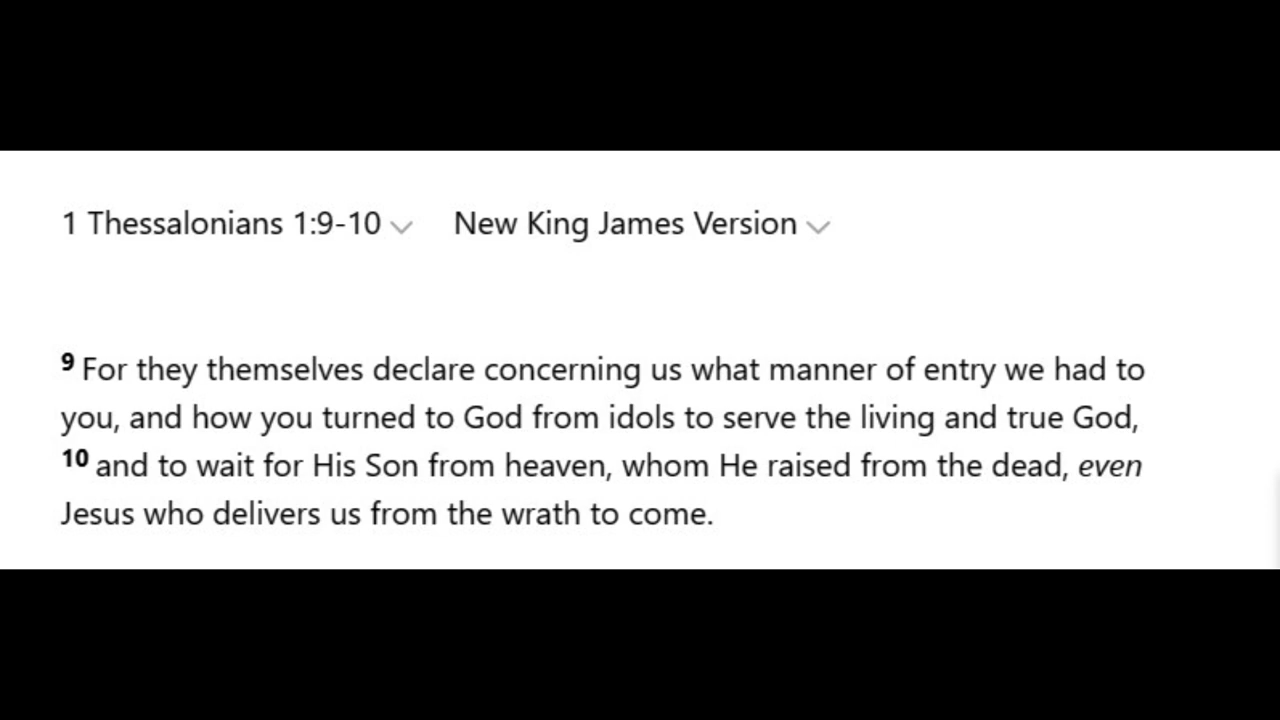 1 Thessalonians 1:9-10 New King James Version
9 For they themselves declare concerning us what manner of entry we had to
you, and how you turned to God from idols to serve the living and true God,
10 and to wait for His Son from heaven, whom He raised from the dead, even
Jesus who delivers us from the wrath to come.